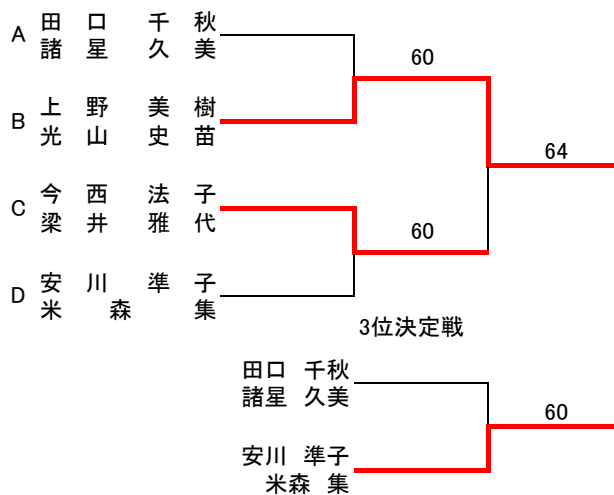 A 田口 千秋
諸星 久美
60
B 上野 美樹
光山 史苗
64
C 今西 法子
梁井 雅代
60
D 安川 準子
米森 集
3位決定戦
田口 千秋
諸星 久美
60
安川 準子
米森 集